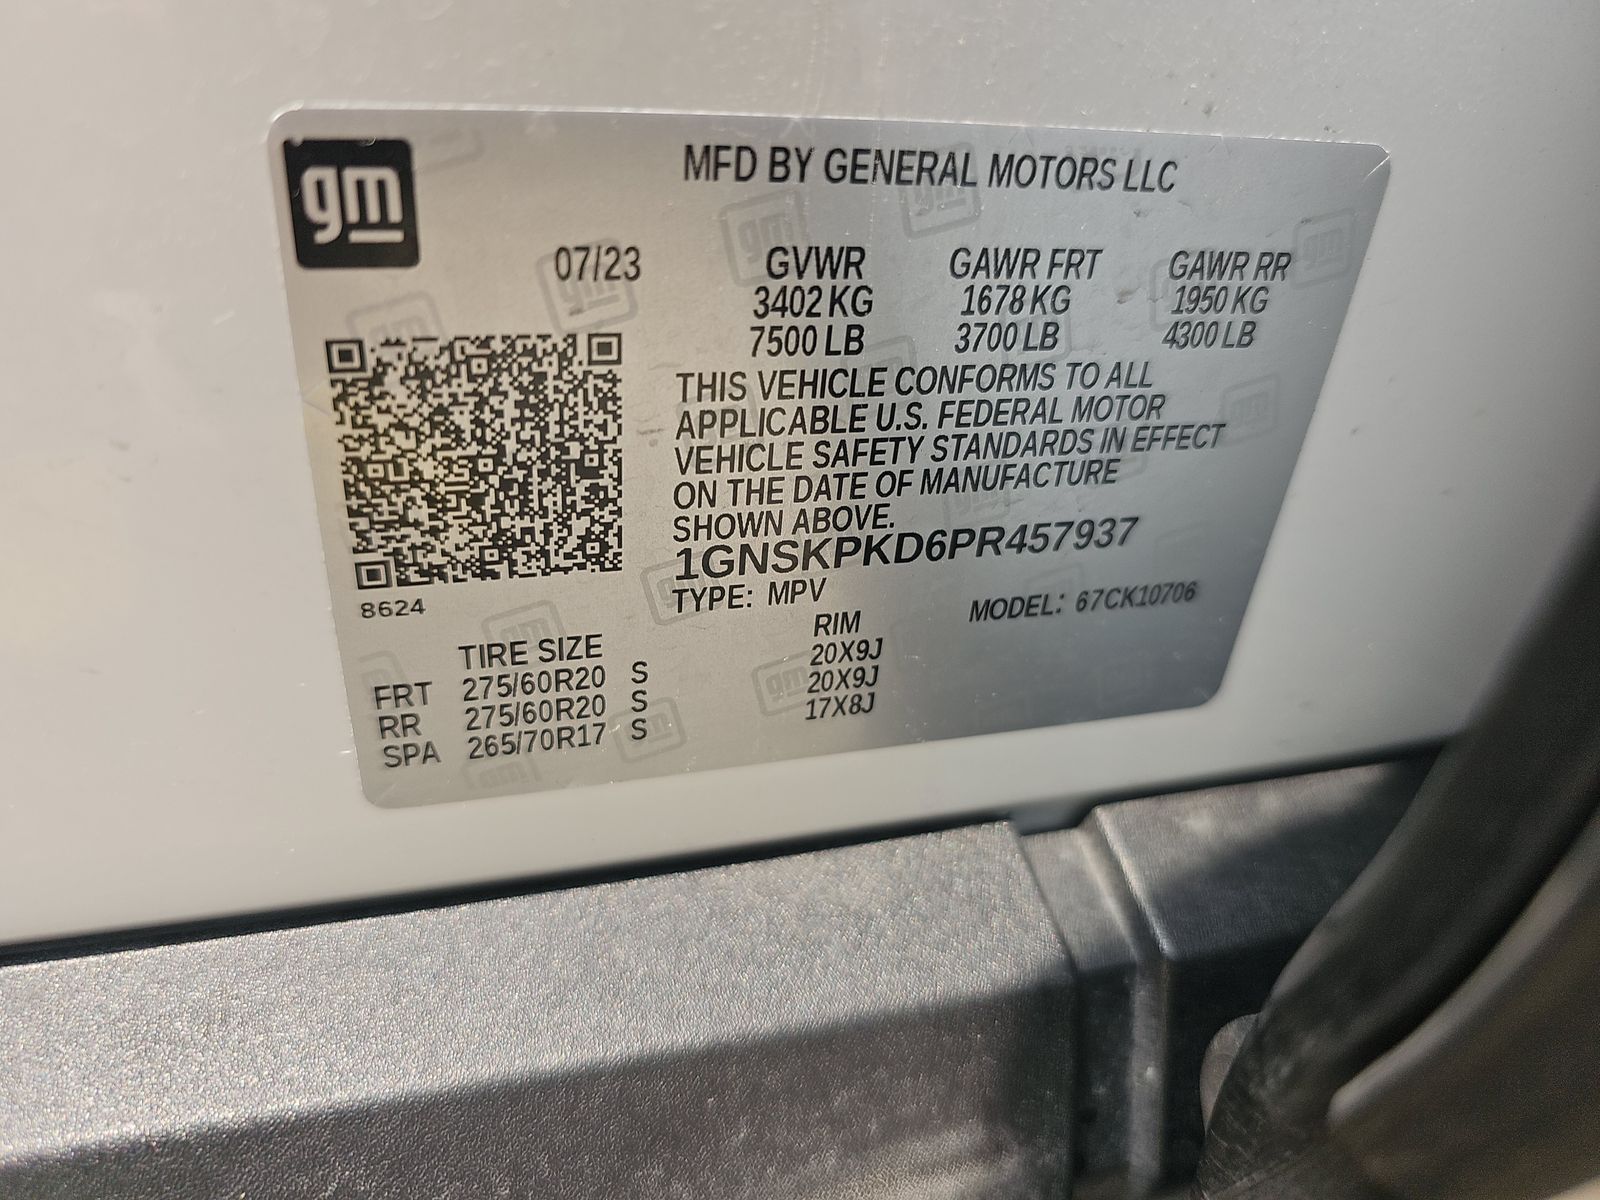 gm
MFD BY GENERAL MOTORS LLC
07/23 GVWR GAWR FRT GAWR RR
3402 KG 1678 KG 1950 KG
7500 LB 3700 LB 4300 LB
THIS VEHICLE CONFORMS TO ALL
APPLICABLE U.S. FEDERAL MOTOR
VEHICLE SAFETY STANDARDS IN EFFECT
ON THE DATE OF MANUFACTURE
SHOWN ABOVE.
1GNSKPKD6PR457937
8624
TYPE: MPV MODEL: 67CK10706
TIRE SIZE RIM
FRT 275/60R20 S 20X9J
RR 275/60R20 S 20X9J
SPA 265/70R17 S 17X8J